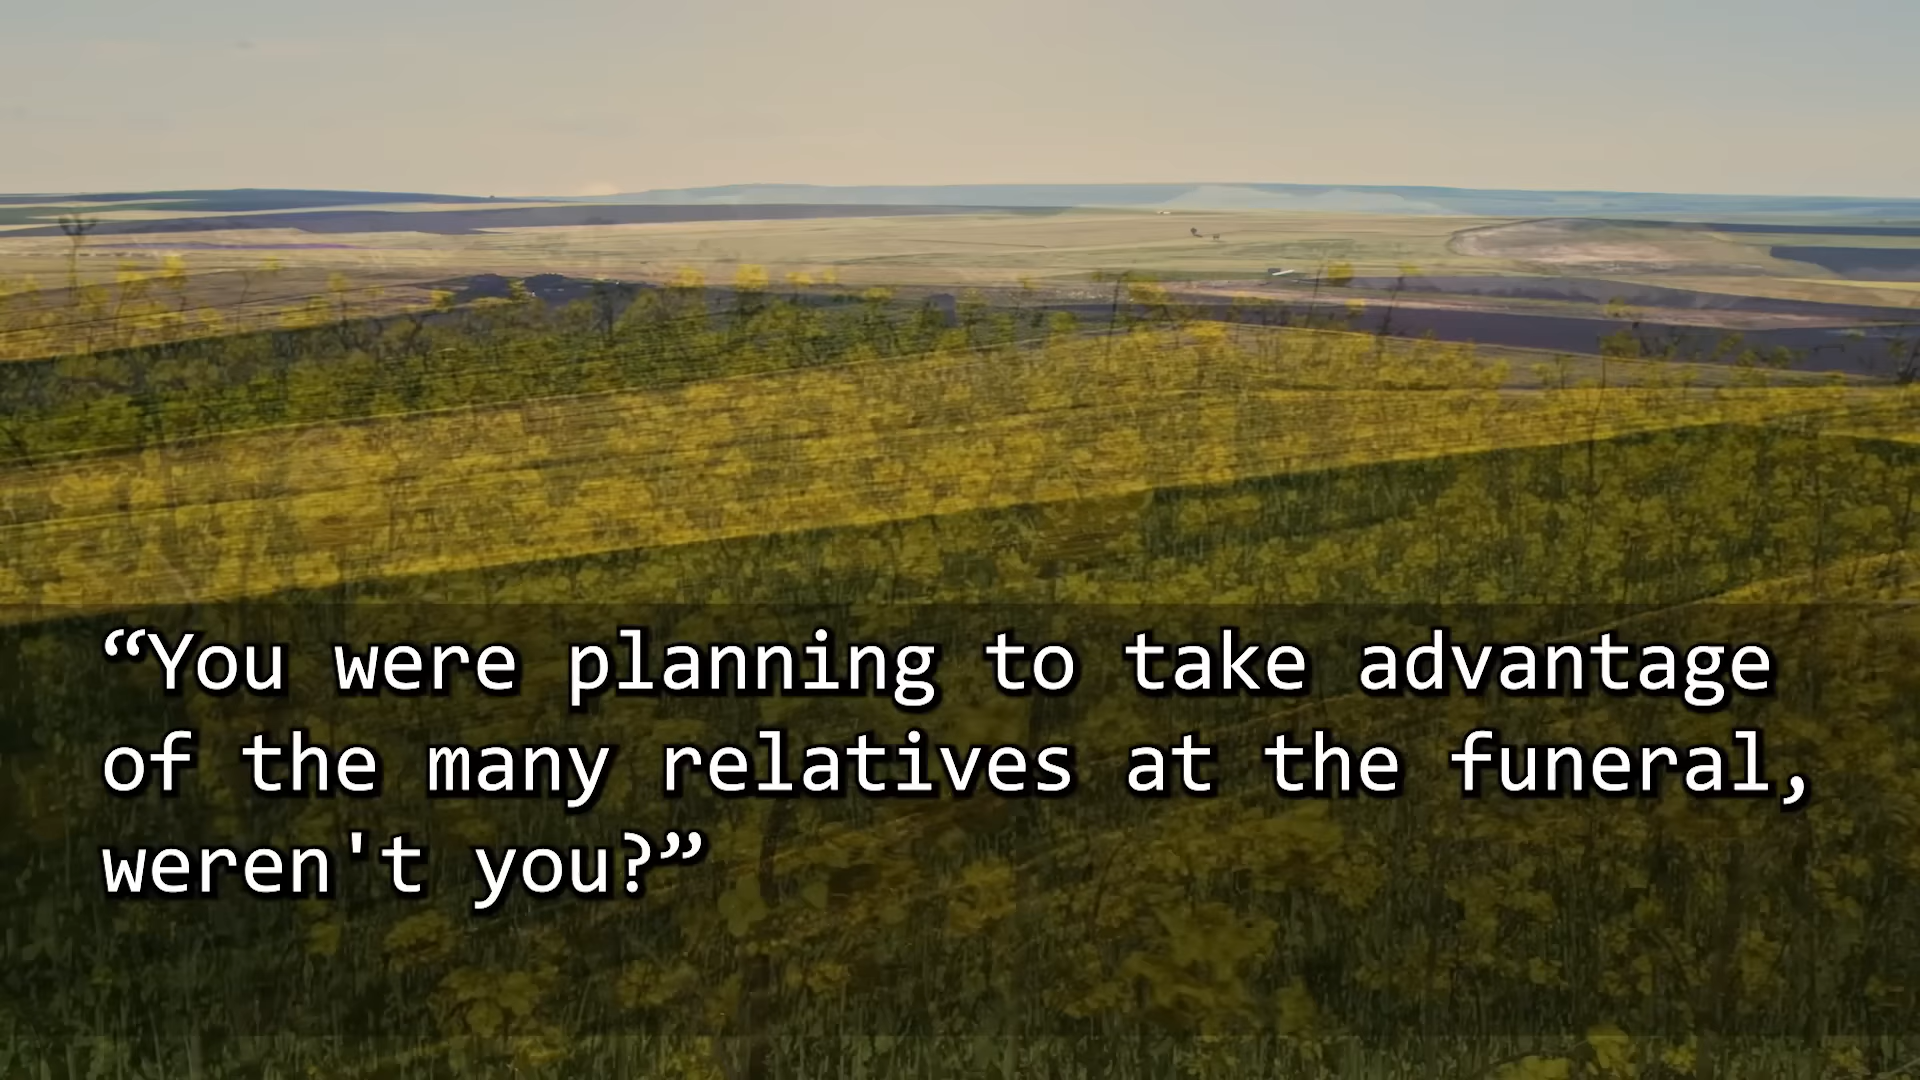 “You were planning to take advantage
of the many relatives at the funeral,
weren't you?”